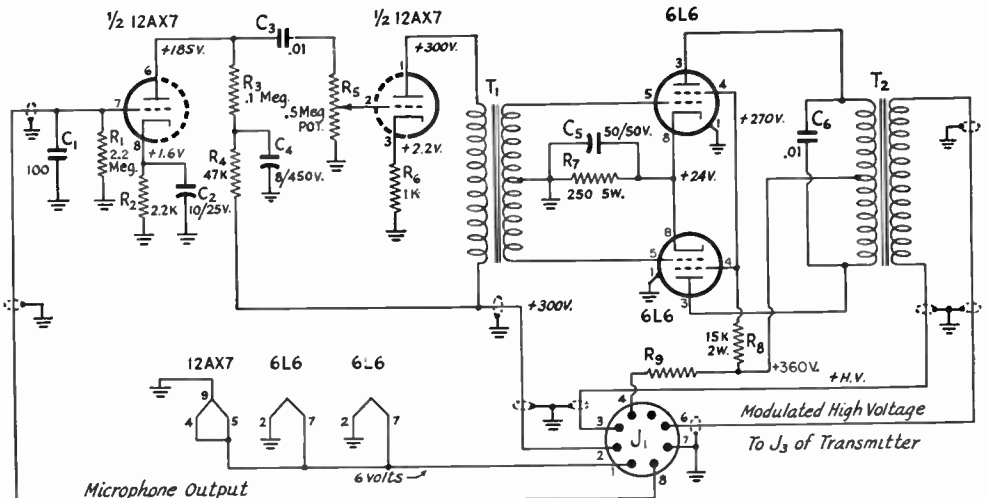 ½ 12AX7
½ 12AX7
6L6
C3
.01
+185V.
+300V.
6
7
8
R3
.1 Meg.
R5
.5 Meg
POT.
1
2
3
T1
3
5
4
8
1
T2
C1
100
R1
2.2
Meg.
+1.6V
R2
2.2K
C2
10/25V.
R4
47K
C4
8/450V.
+2.2V.
R6
1K
C5
50/50V.
R7
250 5W.
+24V.
+270V.
C6
.01
8
5
4
1
3
6L6
+300V.
15K
2W.
R8
R9
+360V.
+H.V.
12AX7
6L6
6L6
9
4
5
2
7
2
7
4
3
6
J1
7
2
1
8
6 volts
Modulated High Voltage
To J3 of Transmitter
Microphone Output